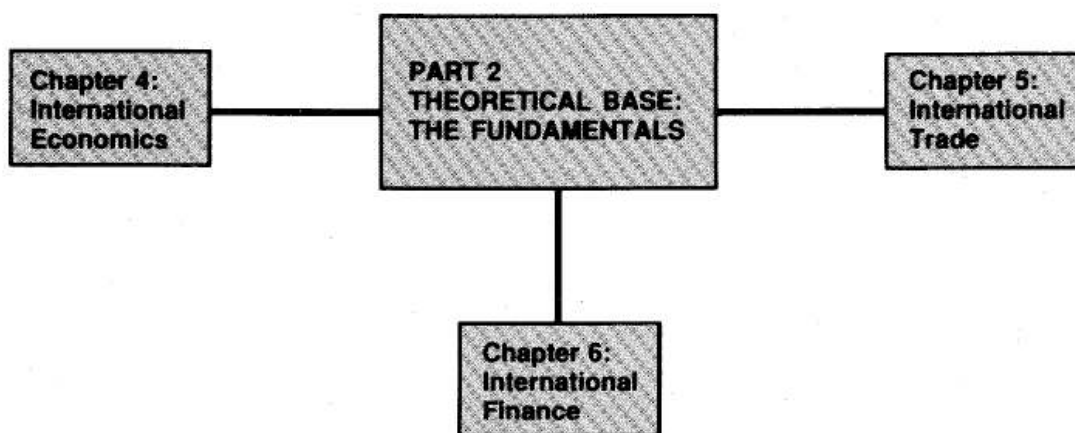 Chapter 4:
International
Economics
PART 2
THEORETICAL BASE:
THE FUNDAMENTALS
Chapter 5:
International
Trade
Chapter 6:
International
Finance